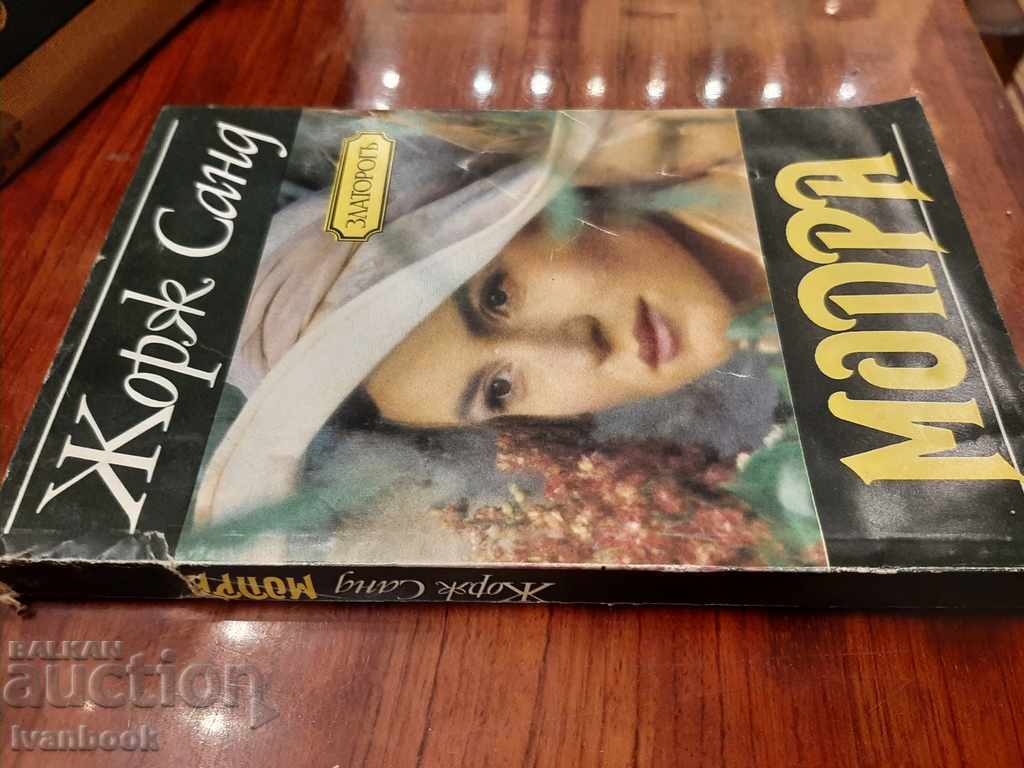 Жорж Санд
ЗЛАТОРОГЪ
МОПРА
Жорж Санд МОПРА
BALKAN
auction
Ivanbook